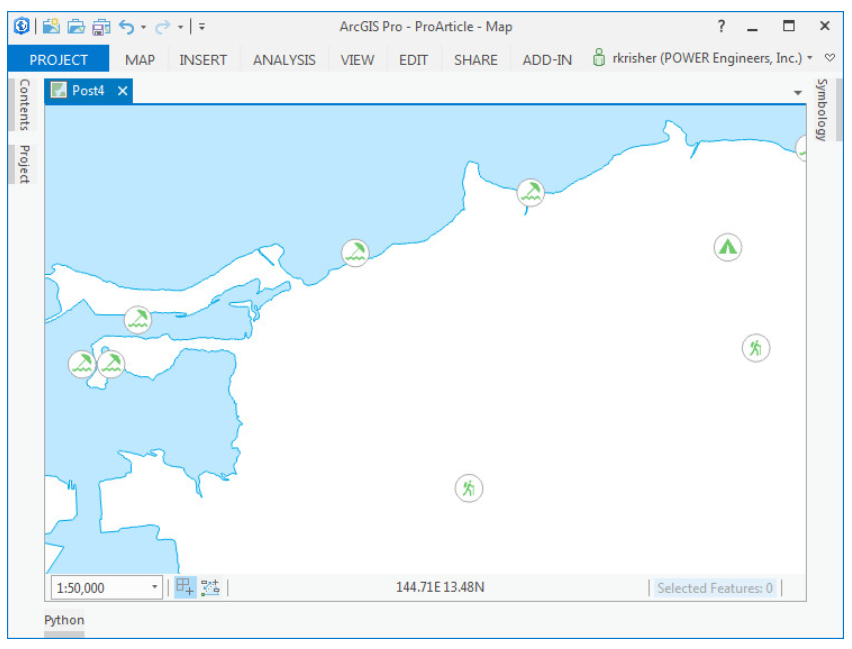 ArcGIS Pro - ProArticle - Map
PROJECT MAP INSERT ANALYSIS VIEW EDIT SHARE ADD-IN rkrisher (POWER Engineers, Inc.)
Contents
Project
Post4
Symbology
1:50,000
144.71E 13.48N
Selected Features: 0
Python